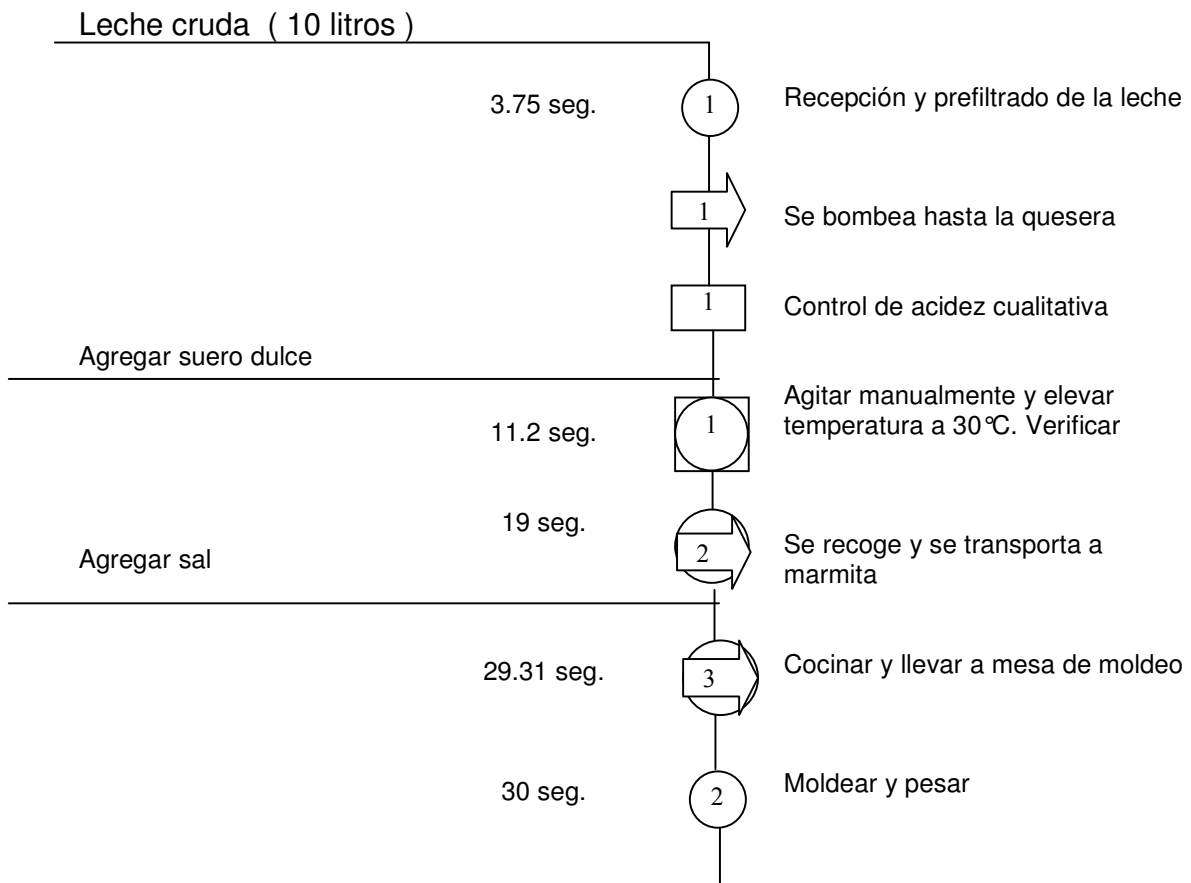 Leche cruda ( 10 litros )
3.75 seg.
1
Recepción y prefiltrado de la leche
1
Se bombea hasta la quesera
1
Control de acidez cualitativa
Agregar suero dulce
11.2 seg.
1
Agitar manualmente y elevar
temperatura a 30°C. Verificar
19 seg.
2
Se recoge y se transporta a
marmita
Agregar sal
29.31 seg.
3
Cocinar y llevar a mesa de moldeo
30 seg.
2
Moldear y pesar